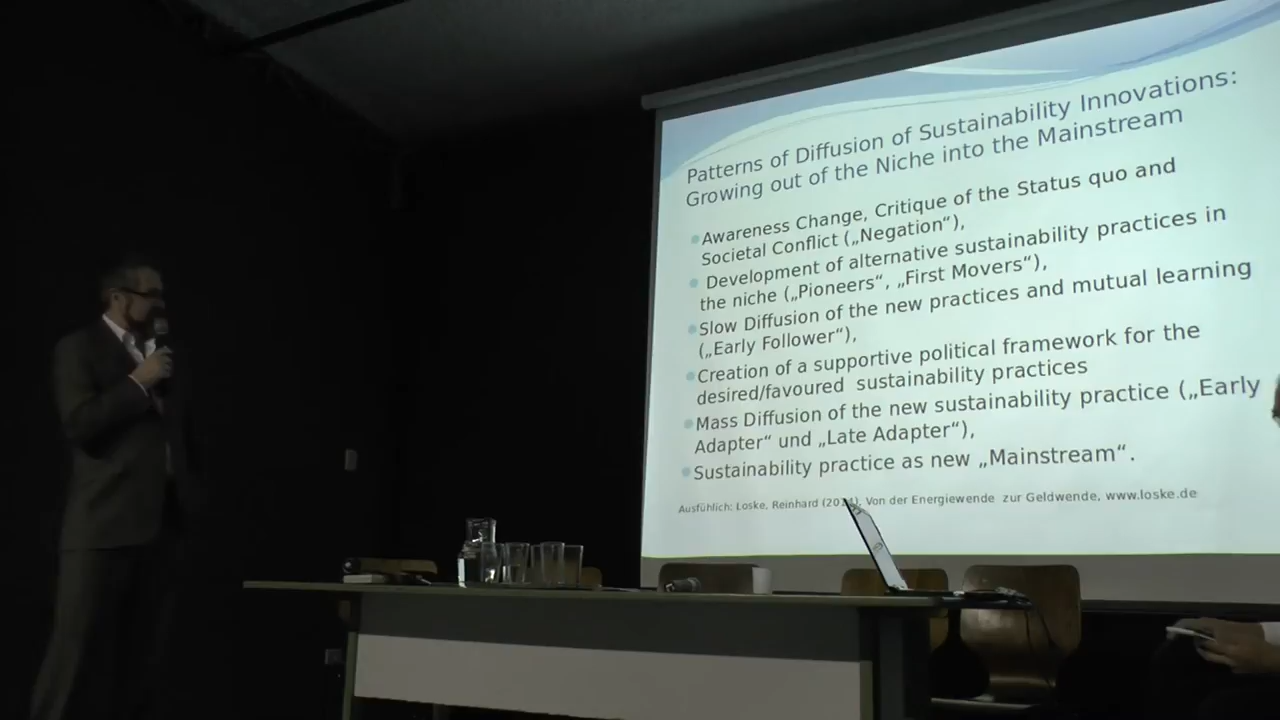 Patterns of Diffusion of Sustainability Innovations:
Growing out of the Niche into the Mainstream
Awareness Change, Critique of the Status quo and
Societal Conflict („Negation“),
Development of alternative sustainability practices in
the niche („Pioneers“, „First Movers“),
Slow Diffusion of the new practices and mutual learning
(„Early Follower“),
Creation of a supportive political framework for the
desired/favoured sustainability practices
Mass Diffusion of the new sustainability practice („Early
Adapter“ und „Late Adapter“),
Sustainability practice as new „Mainstream“.
Ausführlich: Loske, Reinhard Von der Energiewende zur Geldwende, www.loske.de